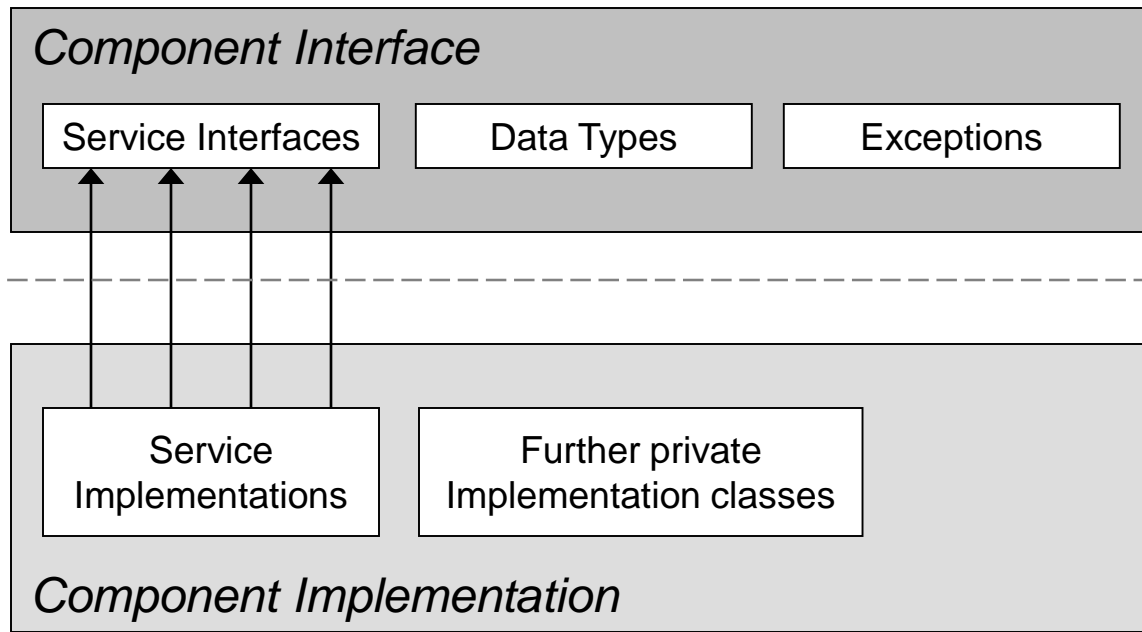 Component Interface
Service Interfaces
Data Types
Exceptions
Service
Implementations
Further private
Implementation classes
Component Implementation